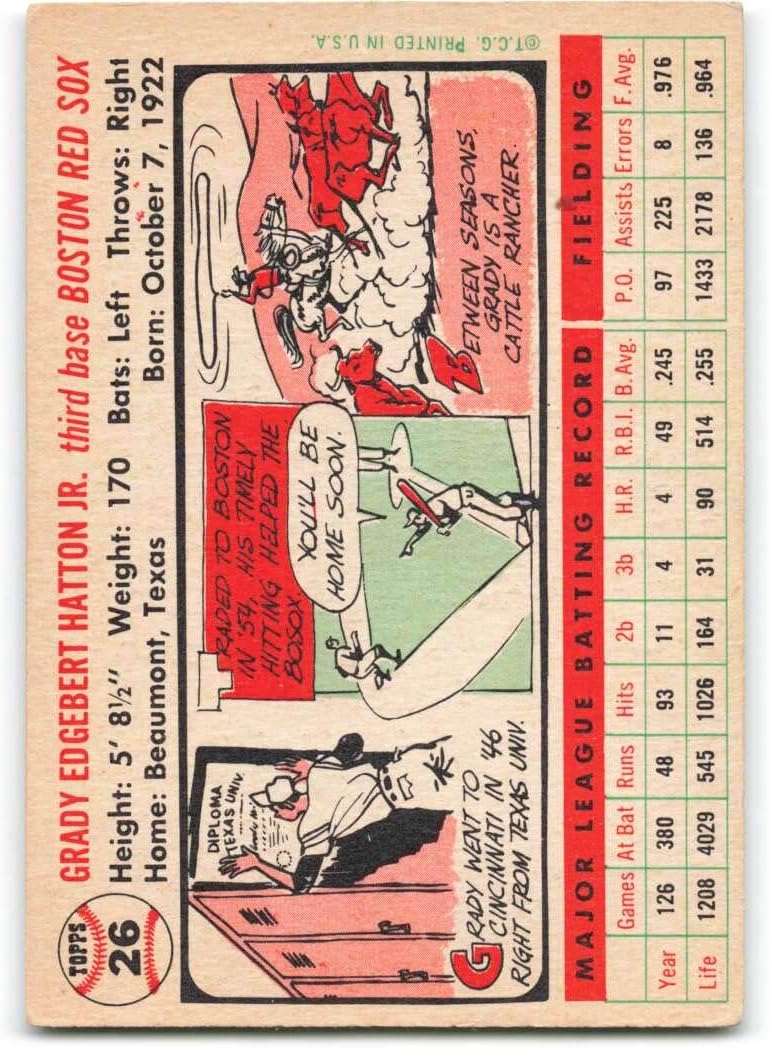 TOPPS
26
GRADY EDGEBERT HATTON JR. third base BOSTON RED SOX
Height: 5' 8½" Weight: 170 Bats: Left Throws: Right
Home: Beaumont, Texas Born: October 7, 1922
DIPLOMA
TEXAS UNIV.
GRADY WENT TO
CINCINNATI IN '46
RIGHT FROM TEXAS UNIV.
TRADED TO BOSTON
IN '54, HIS TIMELY
HITTING HELPED THE
BOSOX
YOU'LL BE
HOME SOON.
BETWEEN SEASONS,
GRADY IS A
CATTLE RANCHER.
MAJOR LEAGUE BATTING RECORD FIELDING
Games At Bat Runs Hits 2b 3b H.R. R.B.I. B. Avg. P.O. Assists Errors F. Avg.
Year 126 380 48 93 11 4 4 49 .245 97 225 8 .976
Life 1208 4029 545 1026 164 31 90 514 .255 1433 2178 136 .964
©T.C.G. PRINTED IN U.S.A.